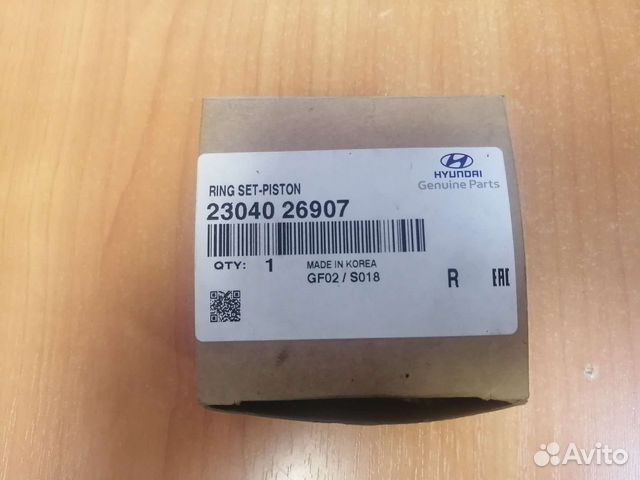 RING SET-PISTON
23040 26907
HYUNDAI
Genuine Parts
QTY: 1
MADE IN KOREA
GF02 / S018
R
EAC
Avito